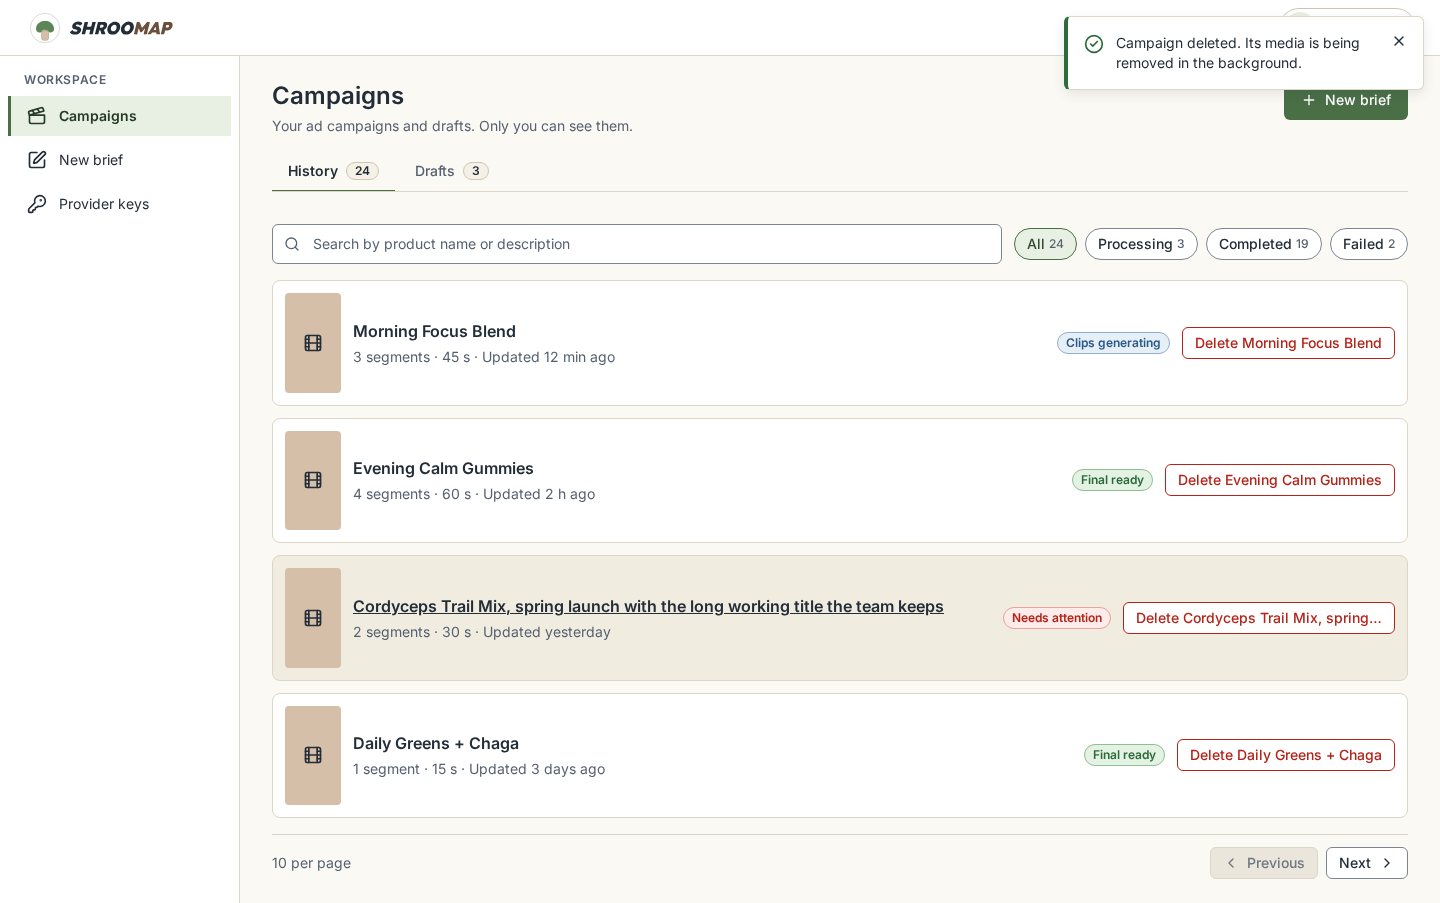 SHROOMAP
Campaign deleted. Its media is being
removed in the background.
WORKSPACE
Campaigns
New brief
Provider keys
Campaigns
Your ad campaigns and drafts. Only you can see them.
New brief
History 24
Drafts 3
Search by product name or description
All 24
Processing 3
Completed 19
Failed 2
Morning Focus Blend
3 segments · 45 s · Updated 12 min ago
Clips generating
Delete Morning Focus Blend
Evening Calm Gummies
4 segments · 60 s · Updated 2 h ago
Final ready
Delete Evening Calm Gummies
Cordyceps Trail Mix, spring launch with the long working title the team keeps
2 segments · 30 s · Updated yesterday
Needs attention
Delete Cordyceps Trail Mix, spring…
Daily Greens + Chaga
1 segment · 15 s · Updated 3 days ago
Final ready
Delete Daily Greens + Chaga
10 per page
Previous
Next